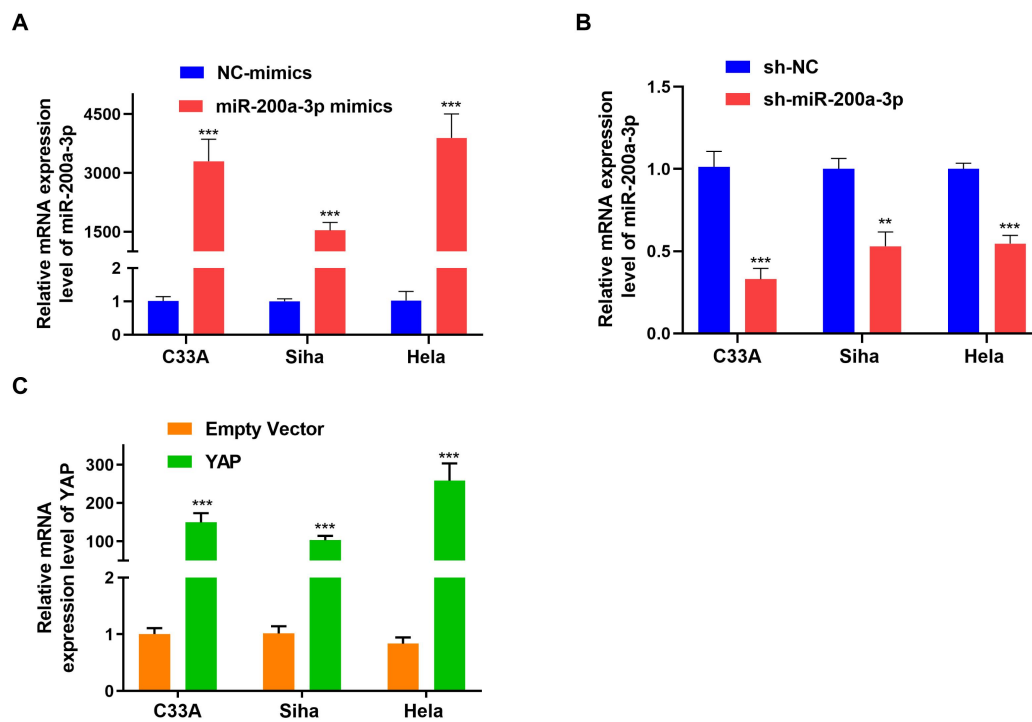 A
NC-mimics
miR-200a-3p mimics
Relative mRNA expression
level of miR-200a-3p
4500
3000
1500
2
1
0
***
***
***
C33A
Siha
Hela
B
sh-NC
sh-miR-200a-3p
Relative mRNA expression
level of miR-200a-3p
1.5
1.0
0.5
0.0
***
**
***
C33A
Siha
Hela
C
Empty Vector
YAP
Relative mRNA
expression level of YAP
300
200
100
2
1
0
***
***
***
C33A
Siha
Hela